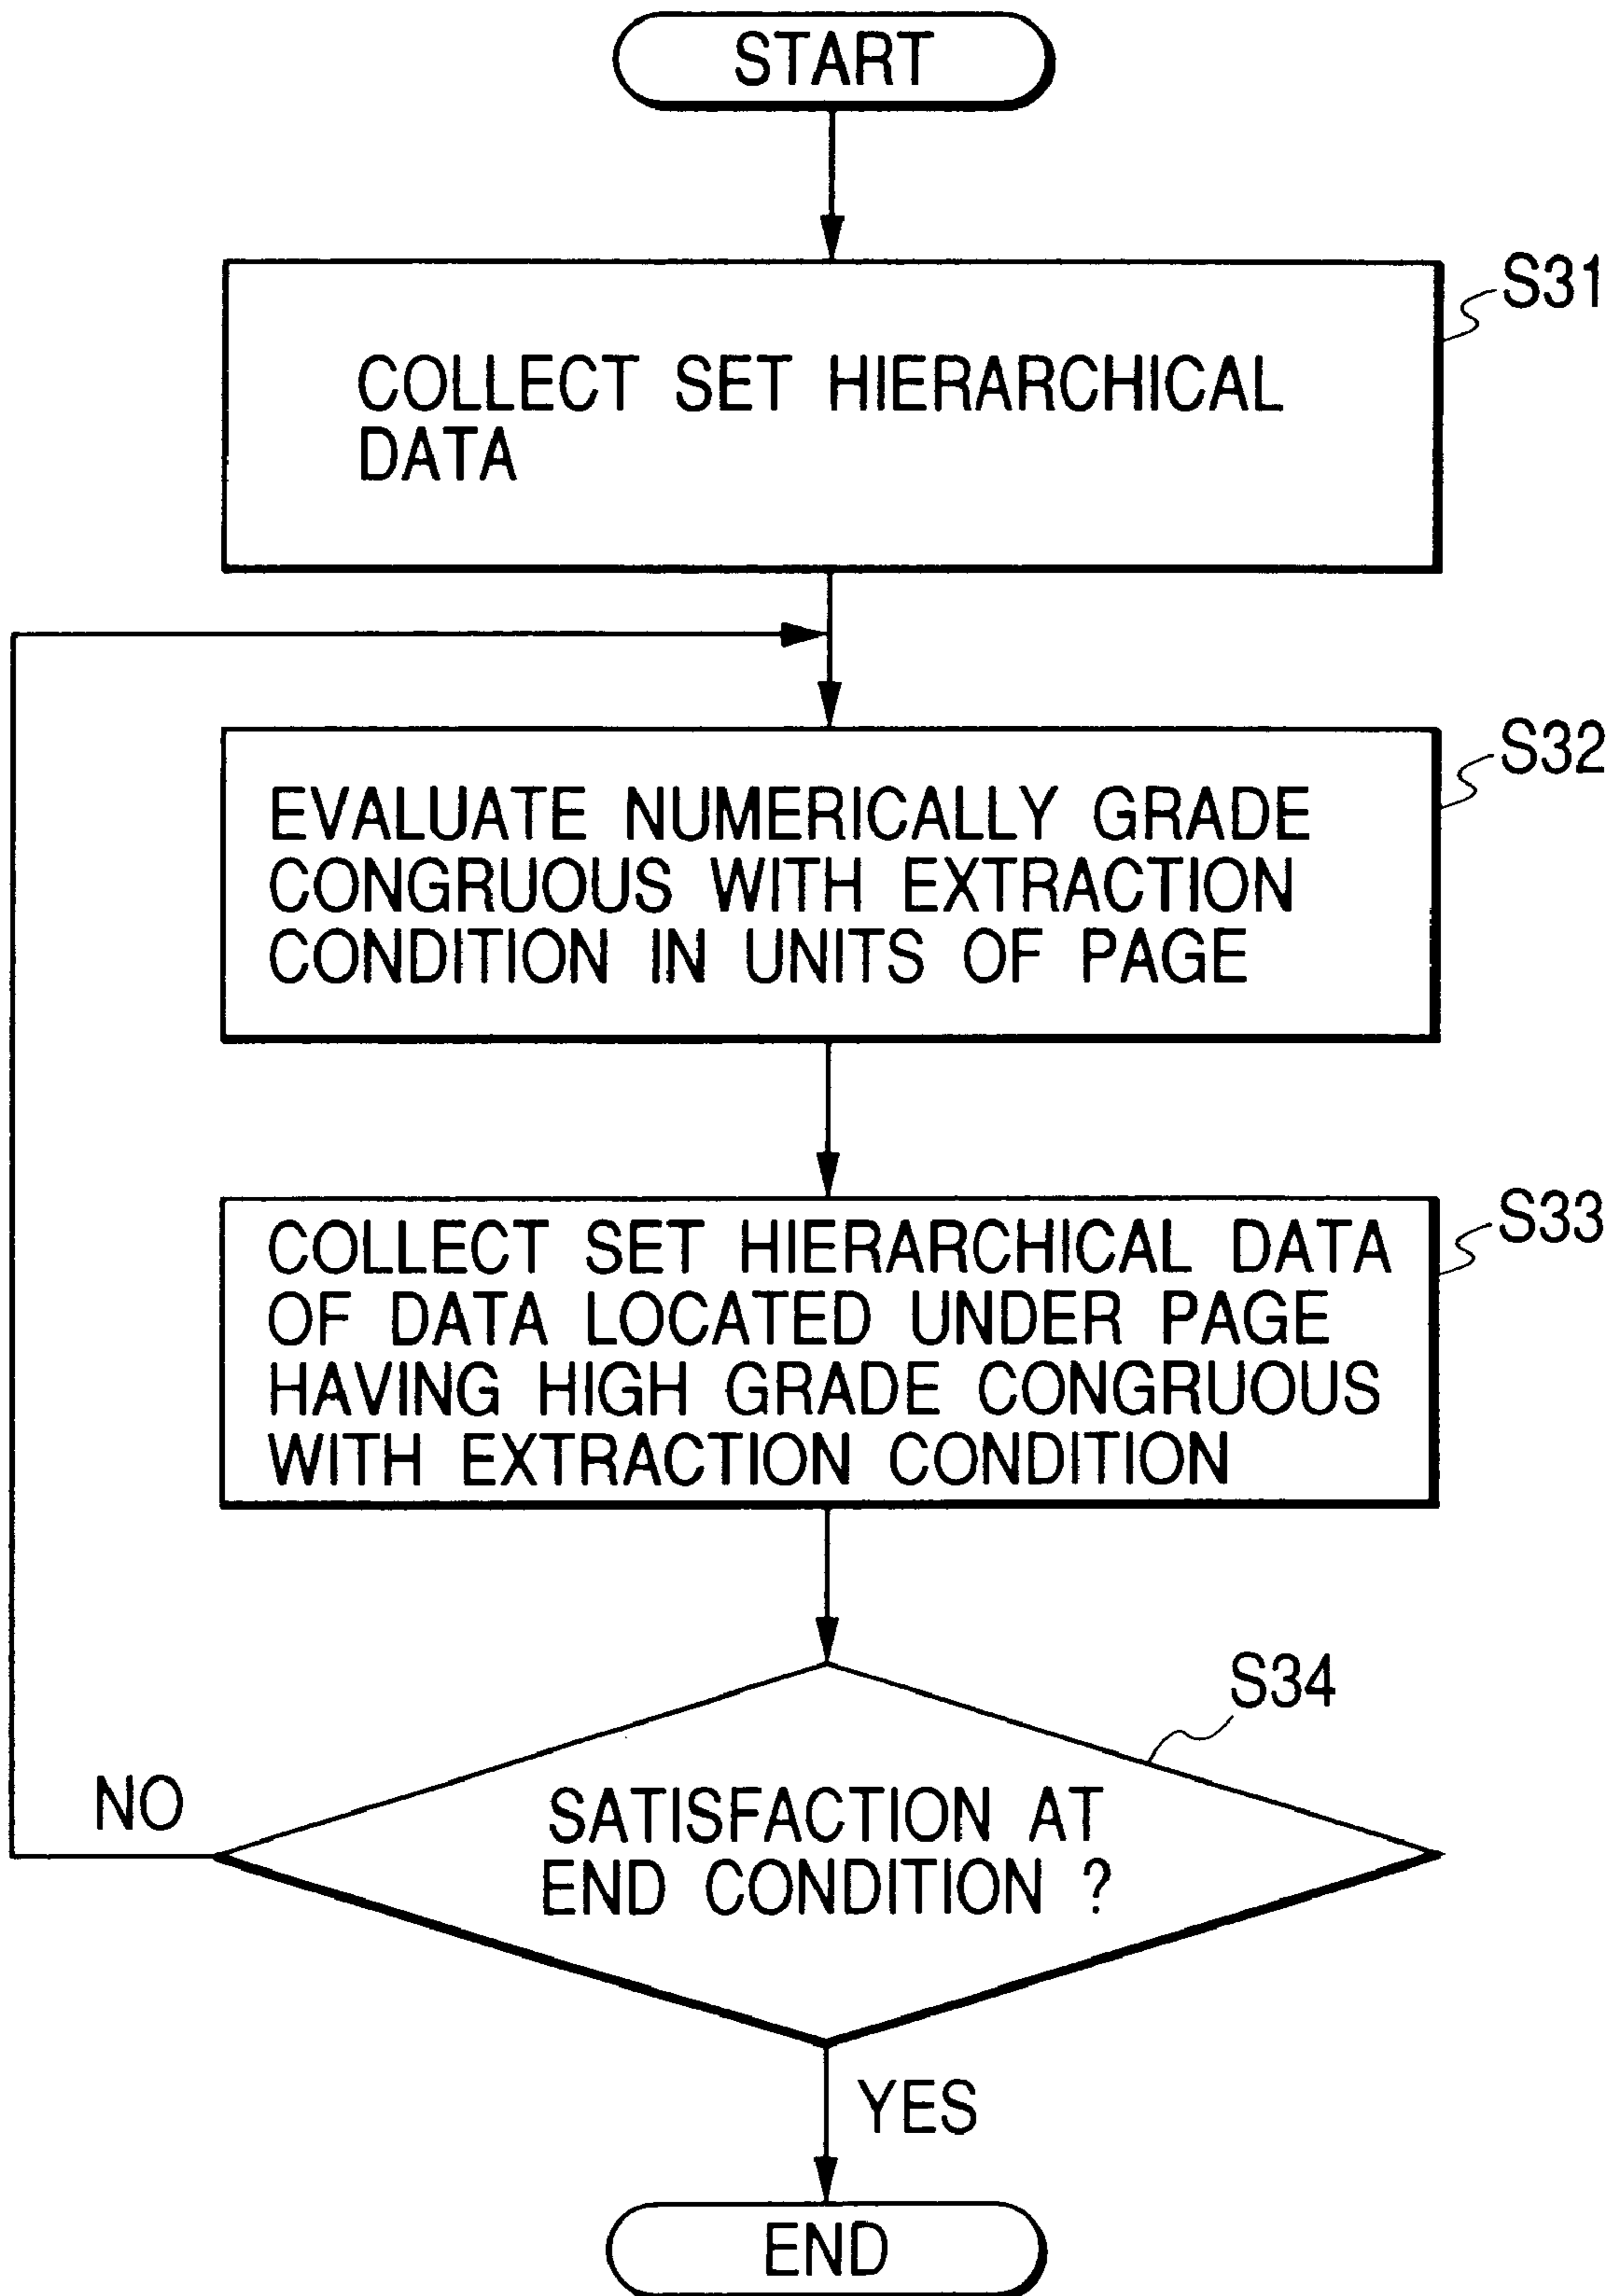 START
S31
COLLECT SET HIERARCHICAL
DATA
S32
EVALUATE NUMERICALLY GRADE
CONGRUOUS WITH EXTRACTION
CONDITION IN UNITS OF PAGE
S33
COLLECT SET HIERARCHICAL DATA
OF DATA LOCATED UNDER PAGE
HAVING HIGH GRADE CONGRUOUS
WITH EXTRACTION CONDITION
S34
NO
SATISFACTION AT
END CONDITION ?
YES
END